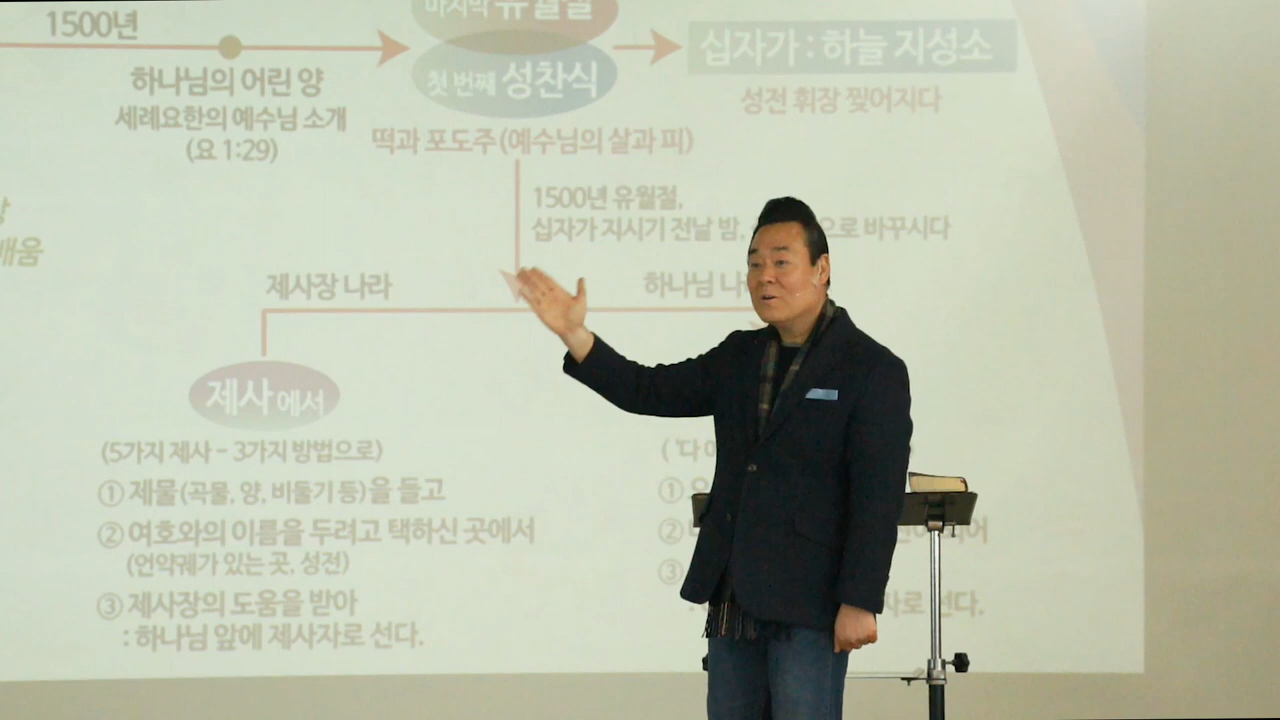 1500년
마지막 유월절
첫 번째 성찬식
십자가 : 하늘 지성소
하나님의 어린 양
세례요한의 예수님 소개
(요 1:29)
떡과 포도주(예수님의 살과 피)
성전 휘장 찢어지다
1500년 유월절,
십자가 지시기 전날 밤, 으로 바꾸시다
배움
제사장 나라
하나님 나
제사에서
(5가지 제사 - 3가지 방법으로)
① 제물(곡물, 양, 비둘기 등)을 들고
② 여호와의 이름을 두려고 택하신 곳에서
(언약궤가 있는 곳, 성전)
③ 제사장의 도움을 받아
: 하나님 앞에 제사자로 선다.
( '다
①
②
③
자로 선다.